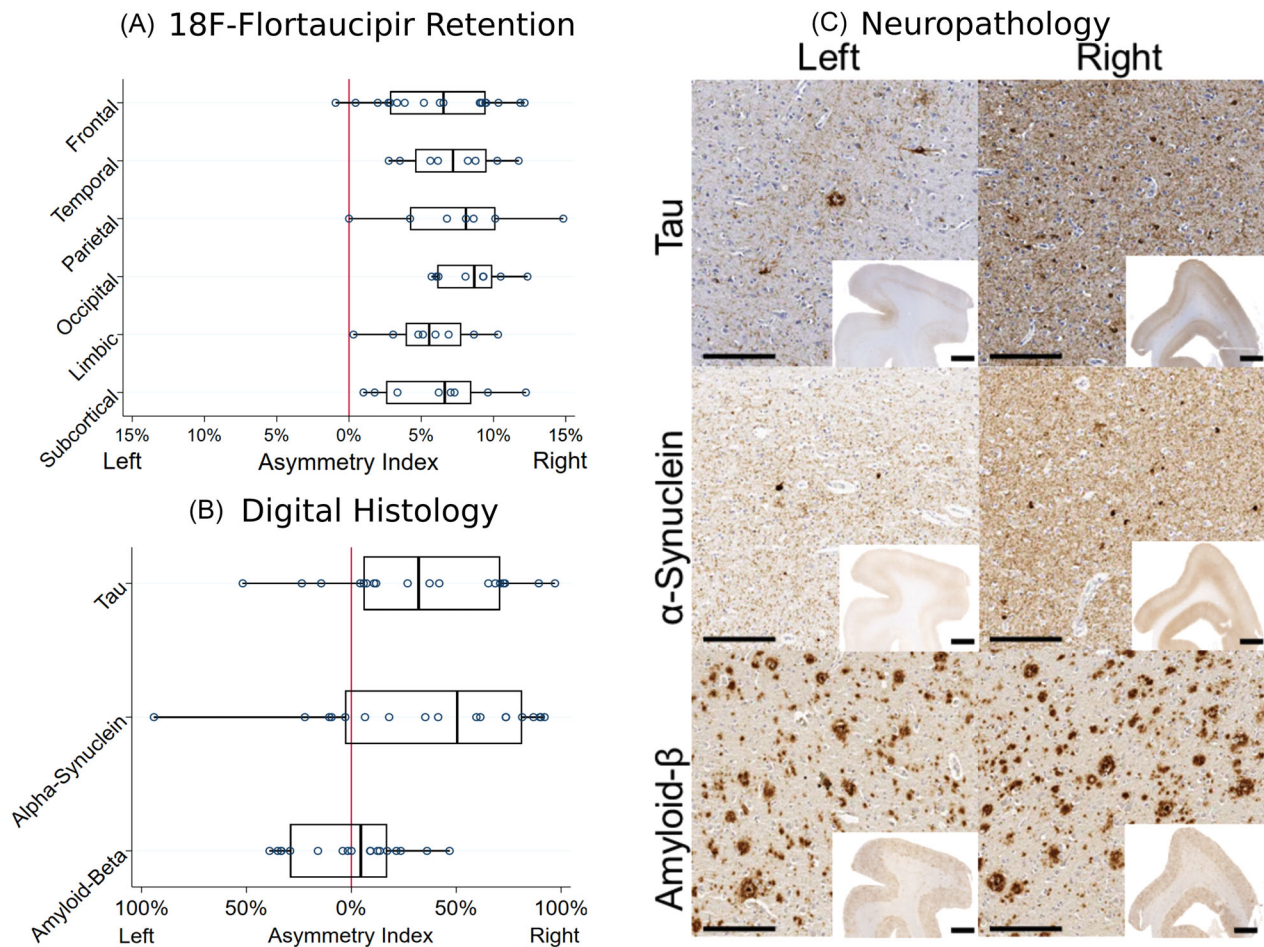 (A) 18F-Flortaucipir Retention
Frontal
Temporal
Parietal
Occipital
Limbic
Subcortical
15% 10% 5% 0% 5% 10% 15%
Left Asymmetry Index Right
(B) Digital Histology
Tau
Alpha-Synuclein
Amyloid-Beta
100% 50% 0% 50% 100%
Left Asymmetry Index Right
(C) Neuropathology
Left Right
Tau
α-Synuclein
Amyloid-β